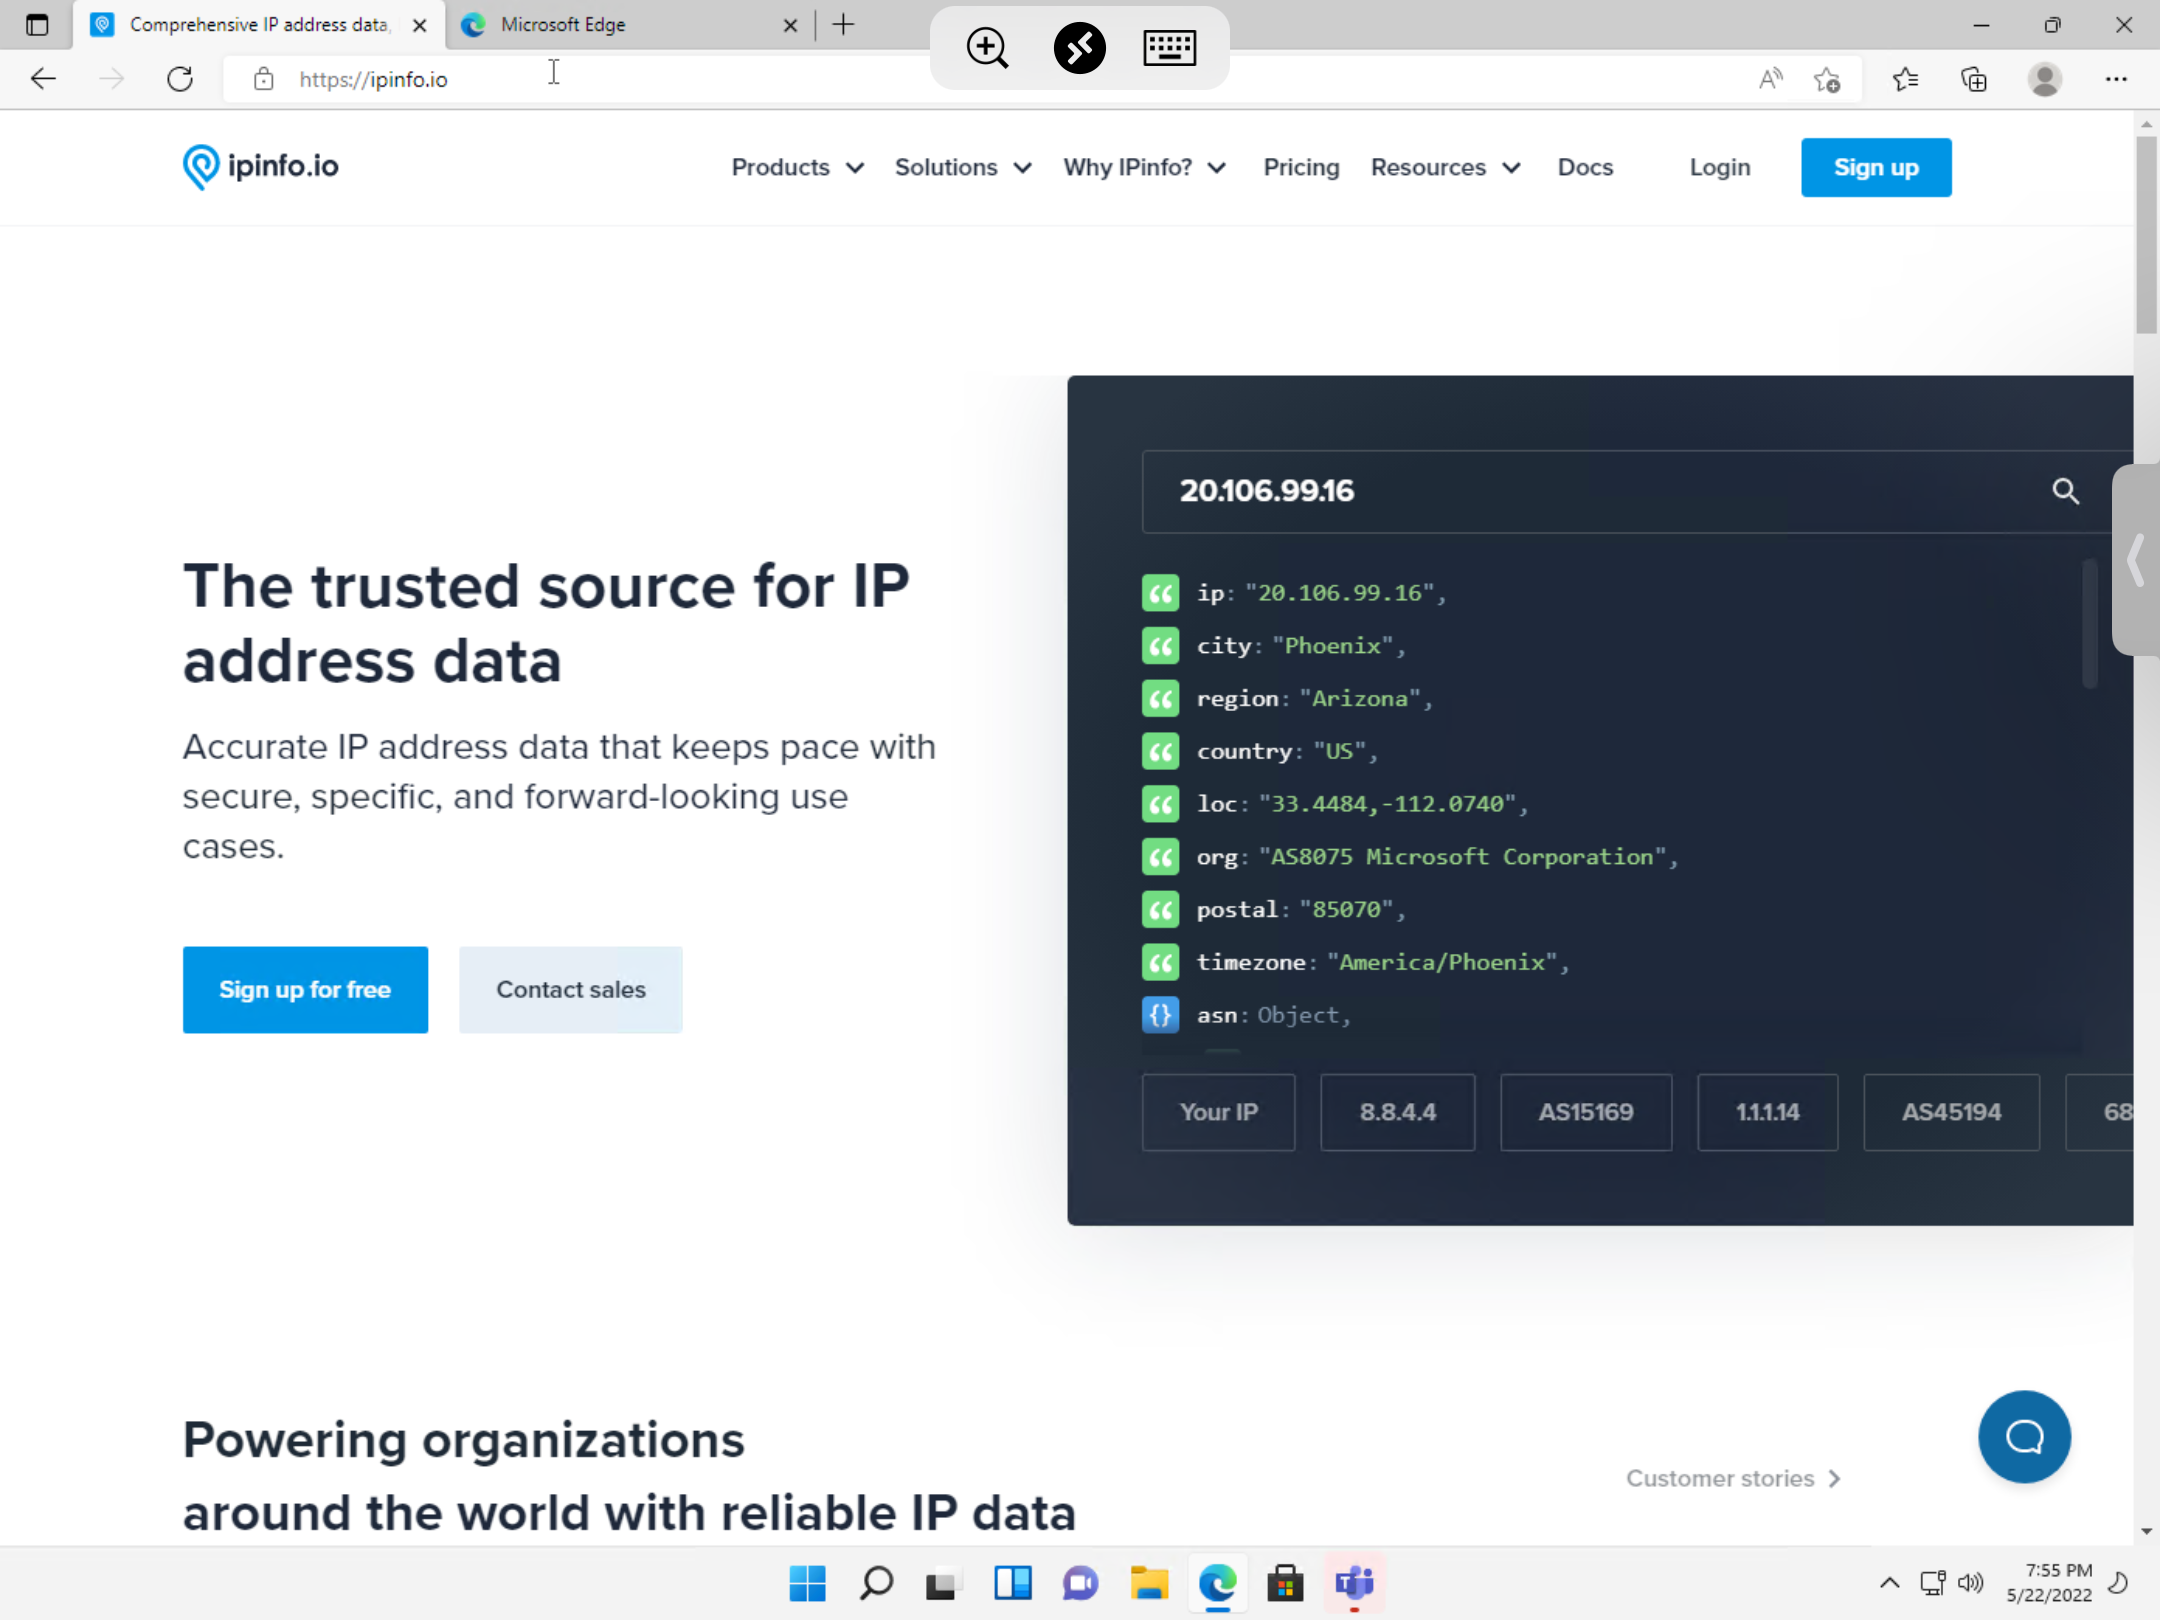 Comprehensive IP address data,
Microsoft Edge
https://ipinfo.io
ipinfo.io
Products
Solutions
Why IPinfo?
Pricing
Resources
Docs
Login
Sign up
The trusted source for IP
address data
Accurate IP address data that keeps pace with
secure, specific, and forward-looking use
cases.
Sign up for free
Contact sales
20.106.99.16
ip: "20.106.99.16",
city: "Phoenix",
region: "Arizona",
country: "US",
loc: "33.4484,-112.0740",
org: "AS8075 Microsoft Corporation",
postal: "85070",
timezone: "America/Phoenix",
{} asn: Object,
Your IP
8.8.4.4
AS15169
1.1.1.14
AS45194
68
Powering organizations
around the world with reliable IP data
Customer stories
7:55 PM
5/22/2022